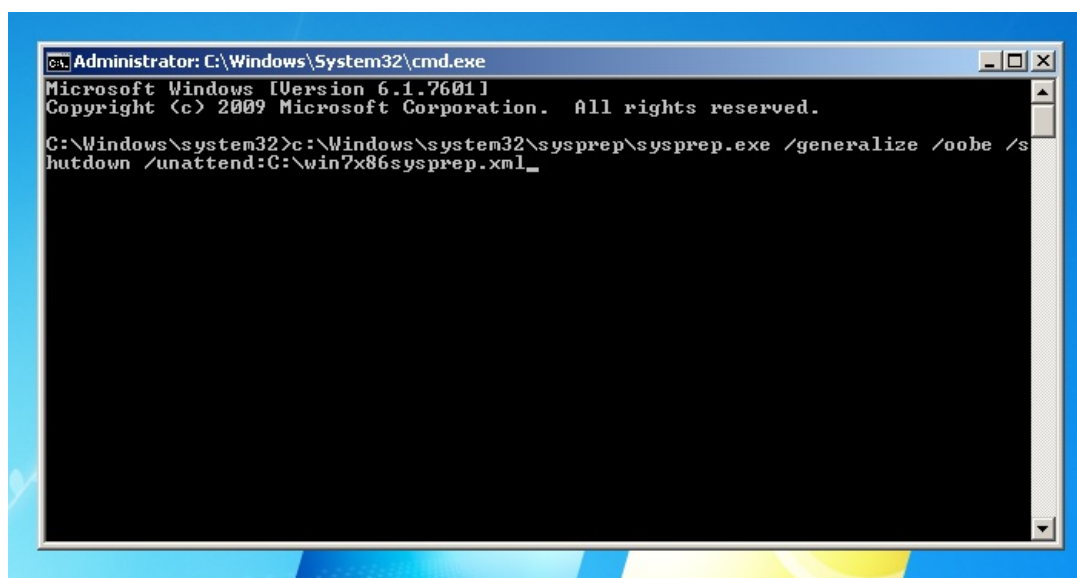 Administrator: C:\Windows\System32\cmd.exe
Microsoft Windows [Version 6.1.7601]
Copyright (c) 2009 Microsoft Corporation.  All rights reserved.
C:\Windows\system32>c:\Windows\system32\sysprep\sysprep.exe /generalize /oobe /s
hutdown /unattend:C:\win7x86sysprep.xml_